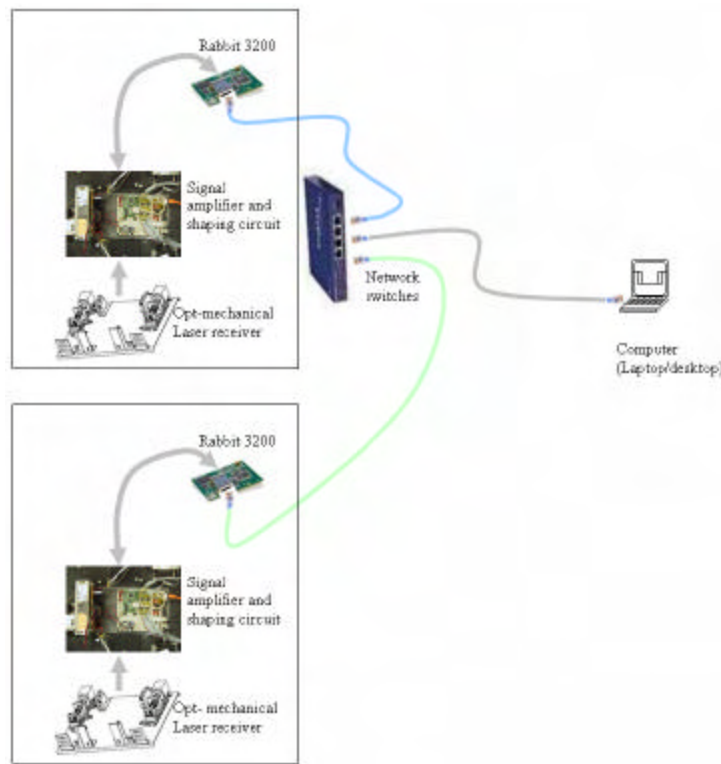 Rabbit 3200
Signal
amplifier and
shaping circuit
Opt-mechanical
Laser receiver
Network
switches
Computer
(Laptop/desktop)
Rabbit 3200
Signal
amplifier and
shaping circuit
Opt- mechanical
Laser receiver